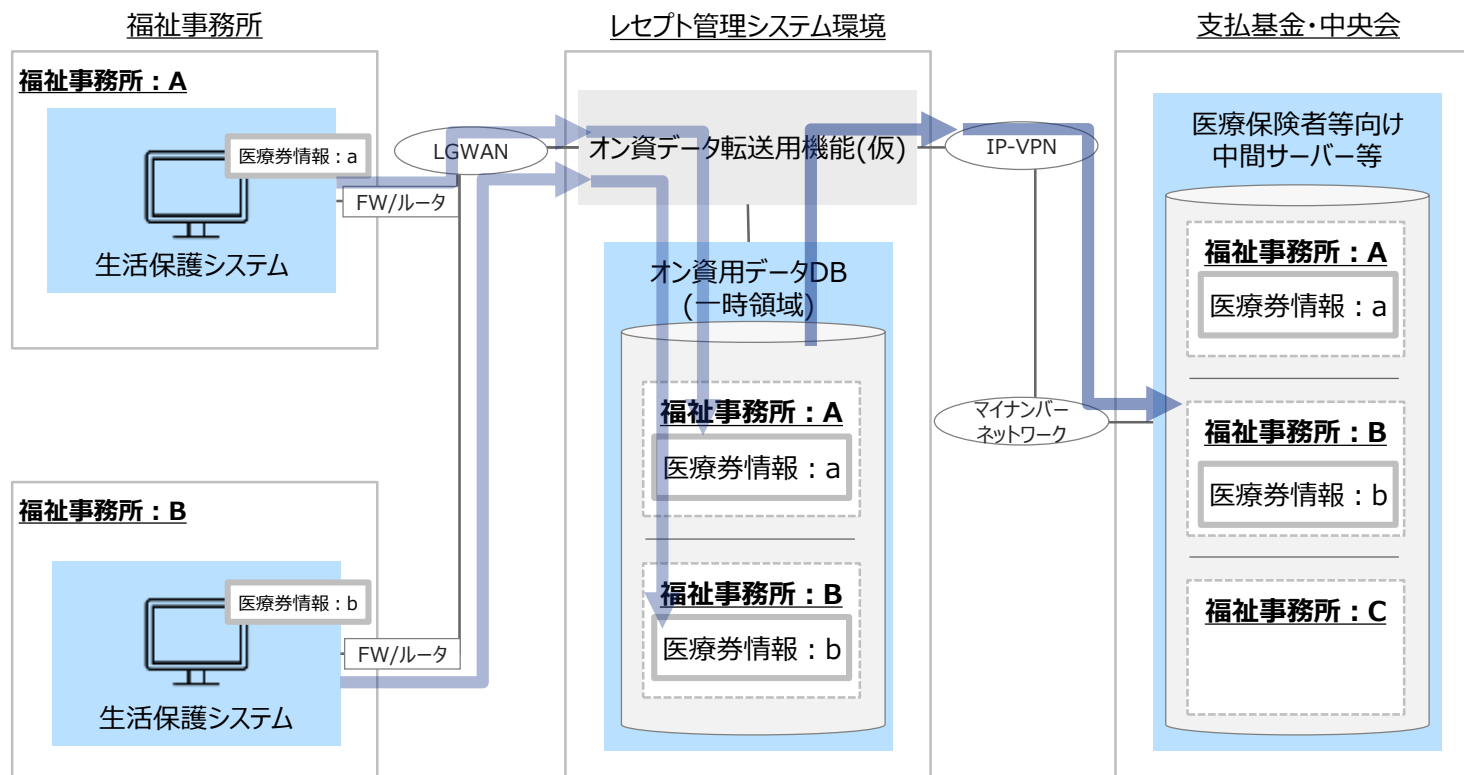 福祉事務所
福祉事務所：A
医療券情報：a
生活保護システム
FW/ルータ
LGWAN
福祉事務所：B
医療券情報：b
生活保護システム
FW/ルータ
レセプト管理システム環境
オン資データ転送用機能(仮)
オン資用データDB
(一時領域)
福祉事務所：A
医療券情報：a
福祉事務所：B
医療券情報：b
IP-VPN
マイナンバー
ネットワーク
支払基金・中央会
医療保険者等向け
中間サーバー等
福祉事務所：A
医療券情報：a
福祉事務所：B
医療券情報：b
福祉事務所：C